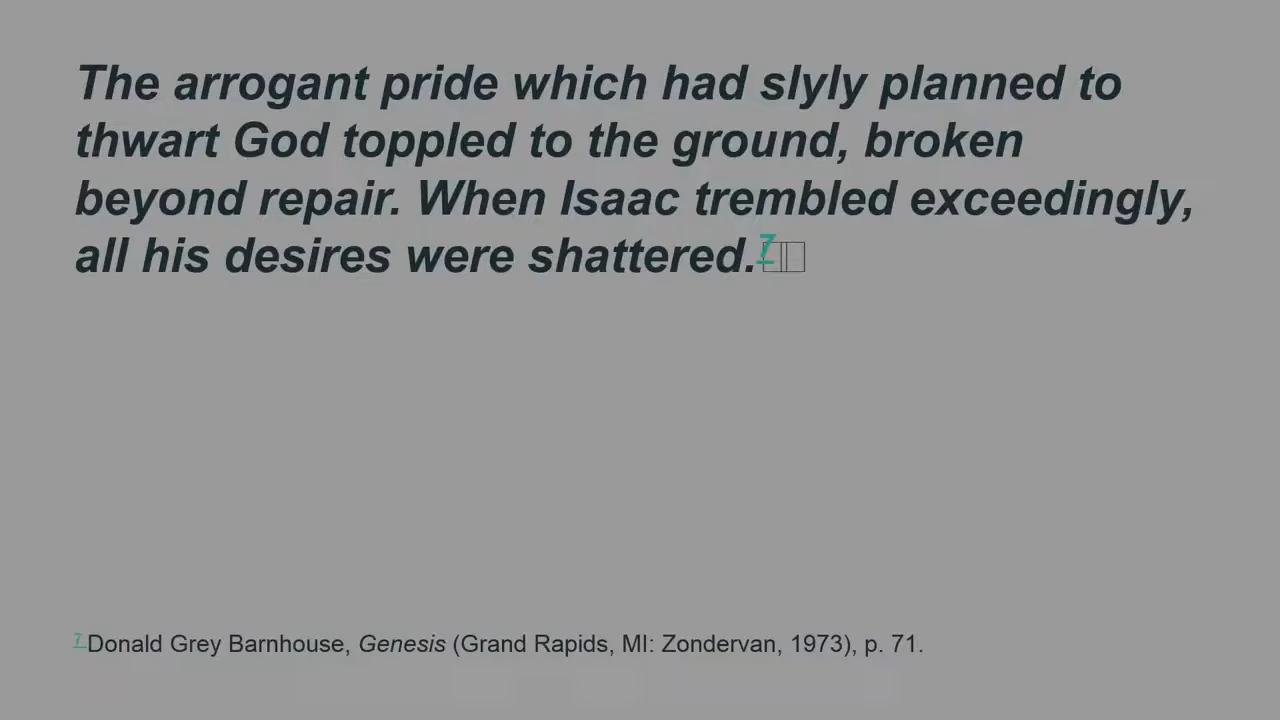 The arrogant pride which had slyly planned to
thwart God toppled to the ground, broken
beyond repair. When Isaac trembled exceedingly,
all his desires were shattered.7
7 Donald Grey Barnhouse, Genesis (Grand Rapids, MI: Zondervan, 1973), p. 71.